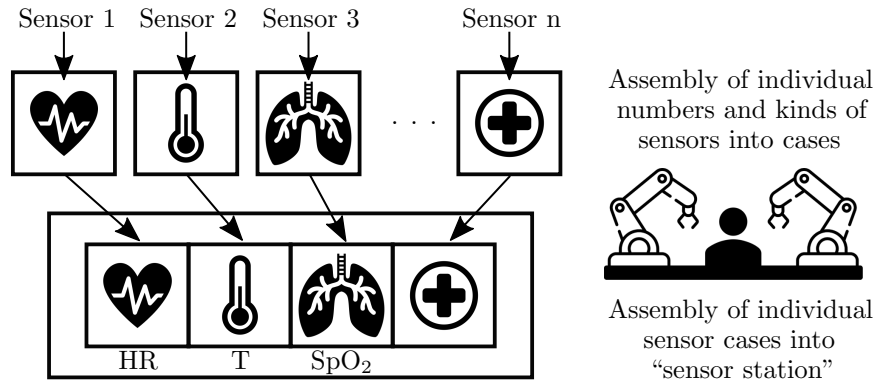 Sensor 1 Sensor 2 Sensor 3 Sensor n
. . .
Assembly of individual
numbers and kinds of
sensors into cases
HR T SpO₂
Assembly of individual
sensor cases into
“sensor station”